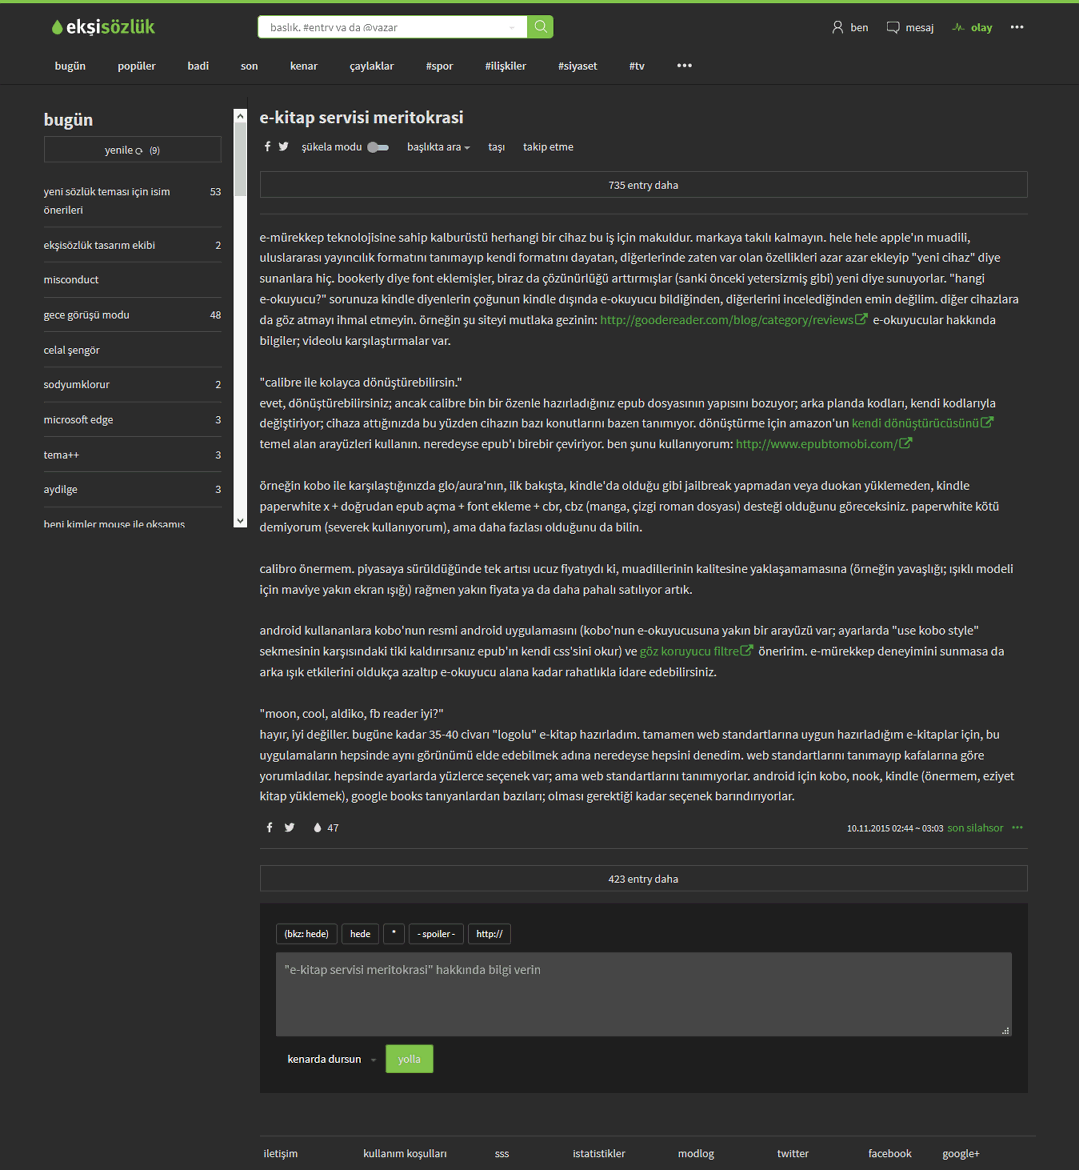 ekşisözlük
başlık, #entry ya da @yazar
ben
mesaj
olay
bugün
popüler
badi
son
kenar
çaylaklar
#spor
#ilişkiler
#siyaset
#tv
bugün
yenile (9)
yeni sözlük teması için isim önerileri 53
ekşisözlük tasarım ekibi 2
misconduct
gece görüşü modu 48
celal şengör
sodyumklorur 2
microsoft edge 3
tema++ 3
aydilge 3
beni kimler mouse ile okşamış
e-kitap servisi meritokrasi
şükela modu
başlıkta ara
taşı
takip etme
735 entry daha
e-mürekkep teknolojisine sahip kalburüstü herhangi bir cihaz bu iş için makuldur. markaya takılı kalmayın. hele hele apple'ın muadili,
uluslararası yayıncılık formatını tanımayıp kendi formatını dayatan, diğerlerinde zaten var olan özellikleri azar azar ekleyip "yeni cihaz" diye
sunanlara hiç. bookerly diye font eklemişler, biraz da çözünürlüğü arttırmışlar (sanki önceki yetersizmiş gibi) yeni diye sunuyorlar. "hangi
e-okuyucu?" sorunuza kindle diyenlerin çoğunun kindle dışında e-okuyucu bildiğinden, diğerlerini incelediğinden emin değilim. diğer cihazlara
da göz atmayı ihmal etmeyin. örneğin şu siteyi mutlaka gezinin: http://goodereader.com/blog/category/reviews e-okuyucular hakkında
bilgiler; videolu karşılaştırmalar var.
"calibre ile kolayca dönüştürebilirsin."
evet, dönüştürebilirsiniz; ancak calibre bin bir özenle hazırladığınız epub dosyasının yapısını bozuyor; arka planda kodları, kendi kodlarıyla
değiştiriyor; cihaza attığınızda bu yüzden cihazın bazı konutlarını bazen tanımıyor. dönüştürme için amazon'un kendi dönüştürücüsünü
temel alan arayüzleri kullanın. neredeyse epub'ı birebir çeviriyor. ben şunu kullanıyorum: http://www.epubtomobi.com/
örneğin kobo ile karşılaştığınızda glo/aura'nın, ilk bakışta, kindle'da olduğu gibi jailbreak yapmadan veya duokan yüklemeden, kindle
paperwhite x + doğrudan epub açma + font ekleme + cbr, cbz (manga, çizgi roman dosyası) desteği olduğunu göreceksiniz. paperwhite kötü
demiyorum (severek kullanıyorum), ama daha fazlası olduğunu da bilin.
calibro önermem. piyasaya sürüldüğünde tek artısı ucuz fiyatıydı ki, muadillerinin kalitesine yaklaşamamasına (örneğin yavaşlığı; ışıklı modeli
için maviye yakın ekran ışığı) rağmen yakın fiyata ya da daha pahalı satılıyor artık.
android kullananlara kobo'nun resmi android uygulamasını (kobo'nun e-okuyucusuna yakın bir arayüzü var; ayarlarda "use kobo style"
sekmesinin karşısındaki tiki kaldırırsanız epub'ın kendi css'sini okur) ve göz koruyucu filtre öneririm. e-mürekkep deneyimini sunmasa da
arka ışık etkilerini oldukça azaltıp e-okuyucu alana kadar rahatlıkla idare edebilirsiniz.
"moon, cool, aldiko, fb reader iyi?"
hayır, iyi değiller. bugüne kadar 35-40 civarı "logolu" e-kitap hazırladım. tamamen web standartlarına uygun hazırladığım e-kitaplar için, bu
uygulamaların hepsinde aynı görünümü elde edebilmek adına neredeyse hepsini denedim. web standartlarını tanımayıp kafalarına göre
yorumladılar. hepsinde ayarlarda yüzlerce seçenek var; ama web standartlarını tanımıyorlar. android için kobo, nook, kindle (önermem, eziyet
kitap yüklemek), google books tanıyanlardan bazıları; olması gerektiği kadar seçenek barındırıyorlar.
47
10.11.2015 02:44 ~ 03:03 son silahsor
423 entry daha
(bkz: hede)
hede
*
- spoiler -
http://
"e-kitap servisi meritokrasi" hakkında bilgi verin
kenarda dursun
yolla
iletişim
kullanım koşulları
sss
istatistikler
modlog
twitter
facebook
google+